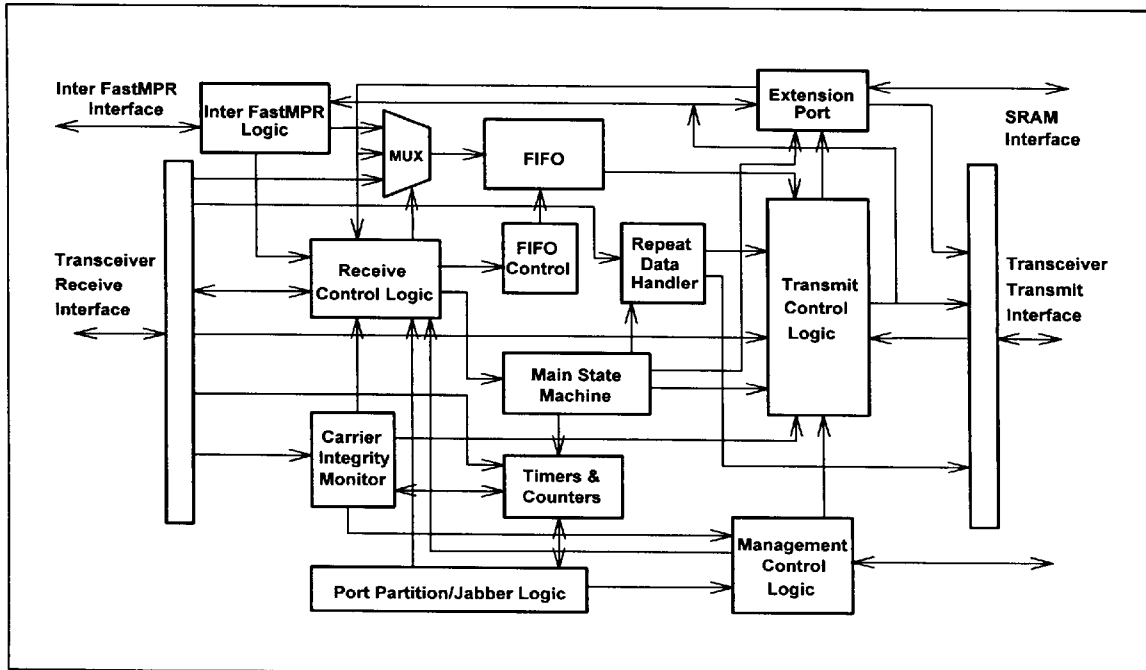 Inter FastMPR
Interface
Inter FastMPR
Logic
MUX
FIFO
Extension
Port
SRAM
Interface
Transceiver
Receive
Interface
Receive
Control Logic
FIFO
Control
Repeat
Data
Handler
Transmit
Control
Logic
Transceiver
Transmit
Interface
Main State
Machine
Carrier
Integrity
Monitor
Timers &
Counters
Management
Control
Logic
Port Partition/Jabber Logic